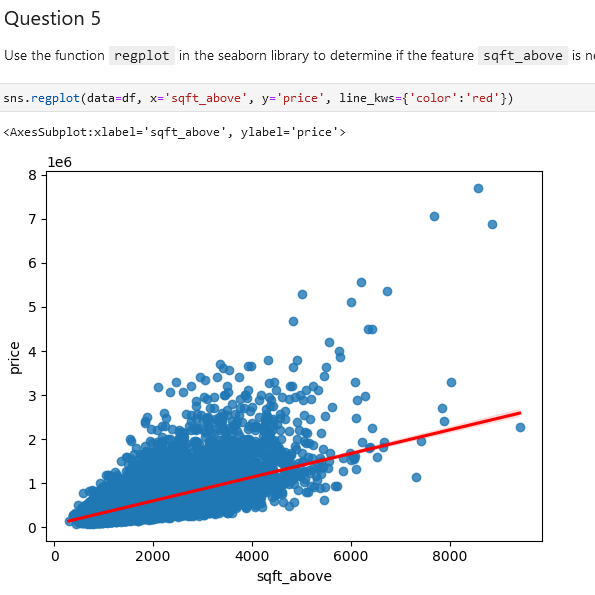 Question 5
Use the function regplot in the seaborn library to determine if the feature sqft_above is
sns.regplot(data=df, x='sqft_above', y='price', line_kws={'color':'red'})
<AxesSubplot:xlabel='sqft_above', ylabel='price'>
1e6
8
7
6
5
4
3
2
1
0
price
0 2000 4000 6000 8000
sqft_above